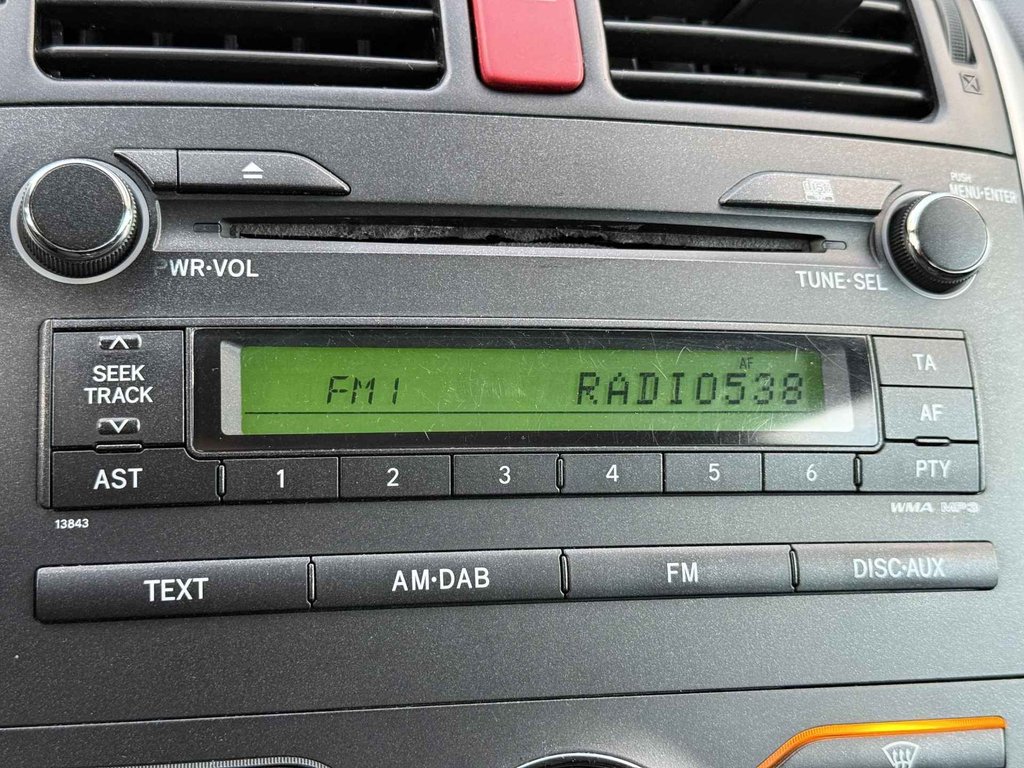 PUSH
MENU·ENTER
PWR·VOL
TUNE·SEL
SEEK
TRACK
AF
FM1 RADIO538
TA
AF
AST 1 2 3 4 5 6 PTY
13843
WMA MP3
TEXT AM·DAB FM DISC·AUX